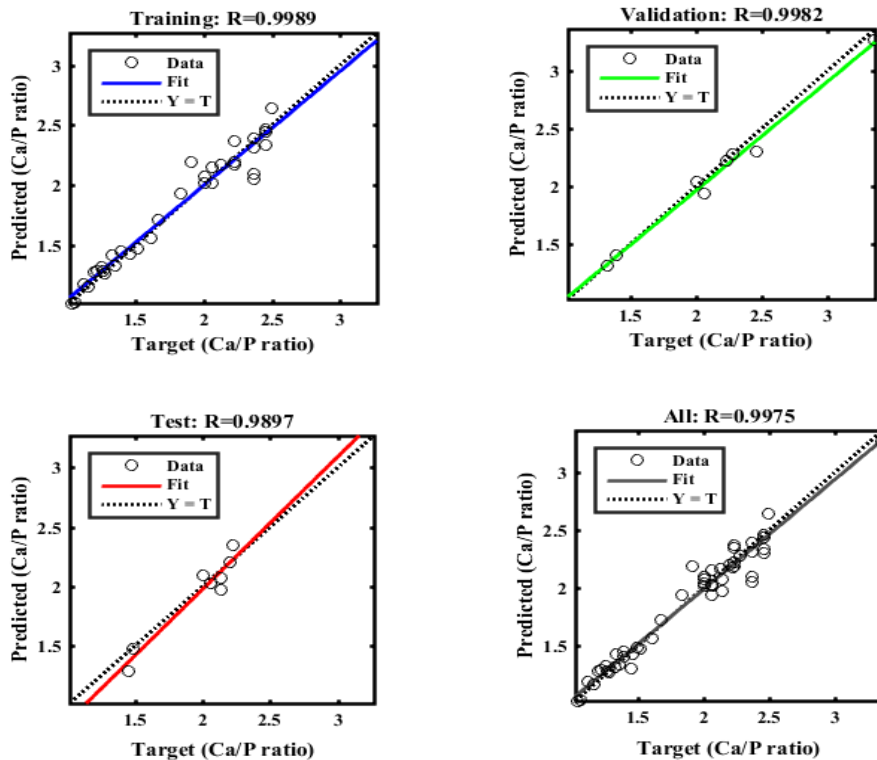 Training: R=0.9989
Predicted (Ca/P ratio)
3
2.5
2
1.5
Data
Fit
Y = T
1.5 2 2.5 3
Target (Ca/P ratio)
Validation: R=0.9982
Predicted (Ca/P ratio)
3
2.5
2
1.5
Data
Fit
Y = T
1.5 2 2.5 3
Target (Ca/P ratio)
Test: R=0.9897
Predicted (Ca/P ratio)
3
2.5
2
1.5
Data
Fit
Y = T
1.5 2 2.5 3
Target (Ca/P ratio)
All: R=0.9975
Predicted (Ca/P ratio)
3
2.5
2
1.5
Data
Fit
Y = T
1.5 2 2.5 3
Target (Ca/P ratio)